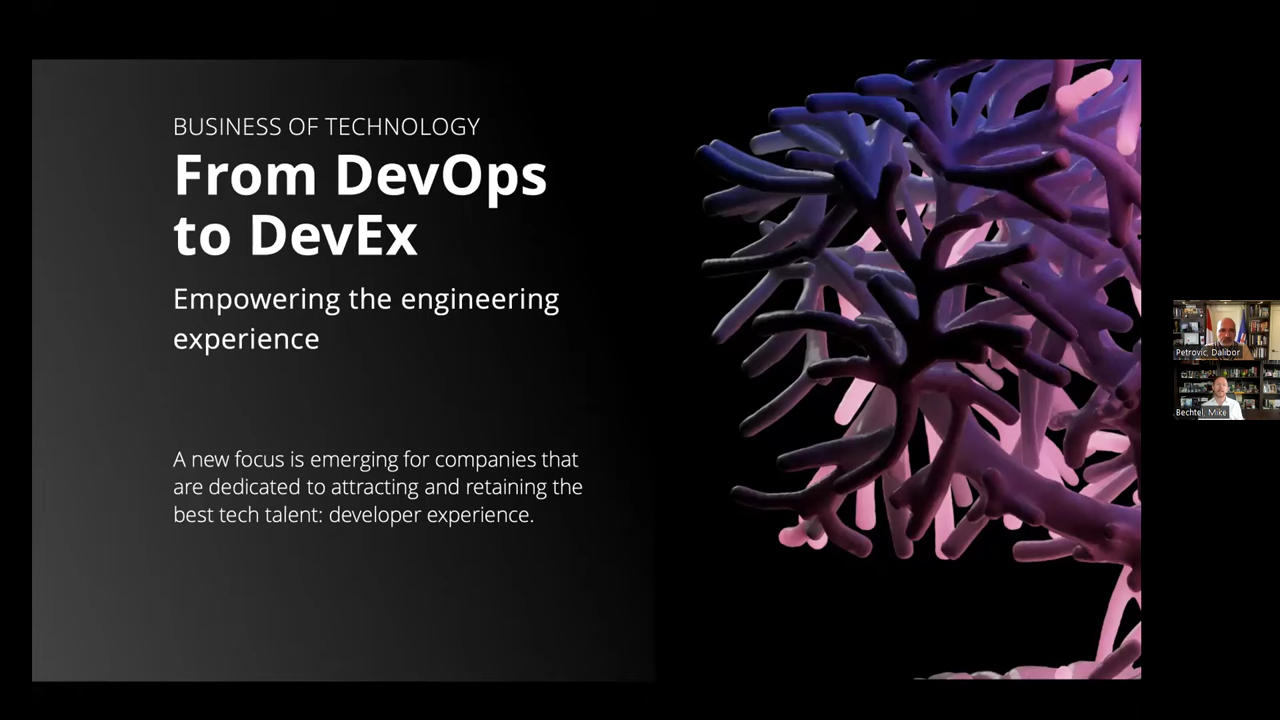 BUSINESS OF TECHNOLOGY
From DevOps
to DevEx
Empowering the engineering
experience
A new focus is emerging for companies that
are dedicated to attracting and retaining the
best tech talent: developer experience.
Petrovic, Dalibor
Bechtel, Mike